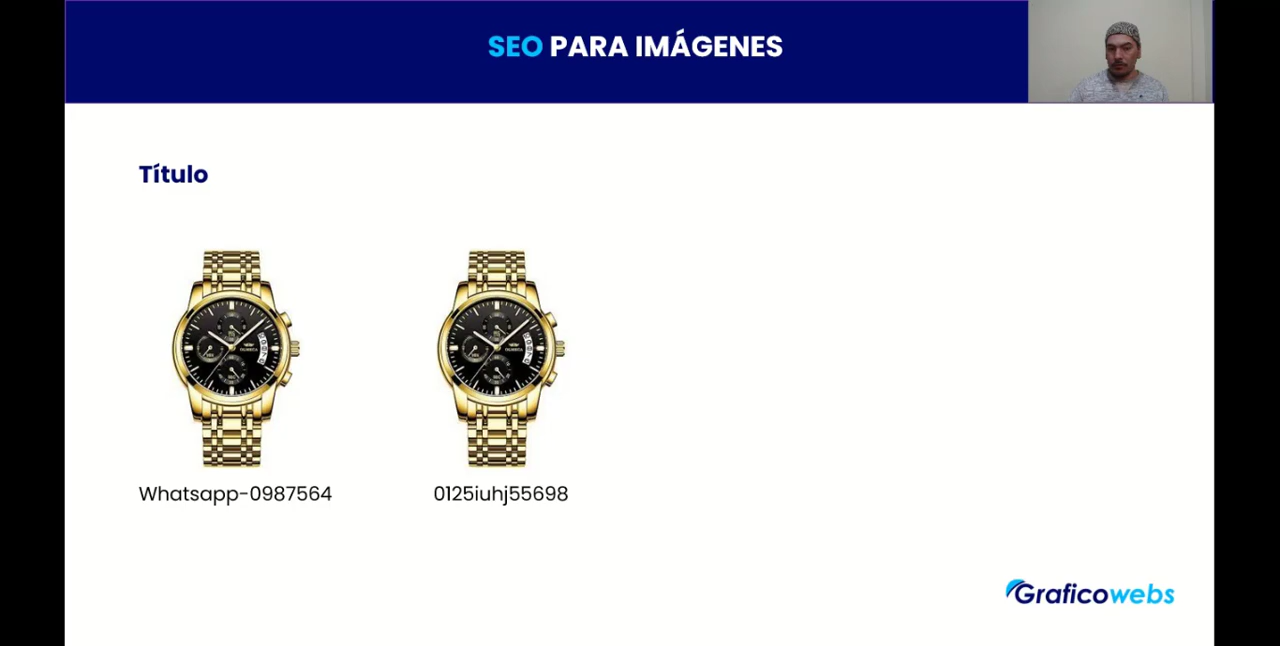 SEO PARA IMÁGENES
Título
Whatsapp-0987564
0125iuhj55698
Graficowebs